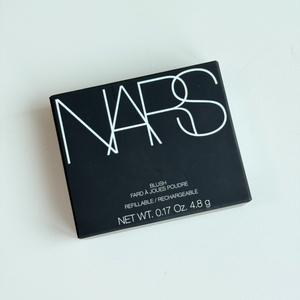 NARS
BLUSH
FARD À JOUES POUDRE
REFILLABLE / RECHARGEABLE
NET WT. 0.17 Oz. 4.8 g